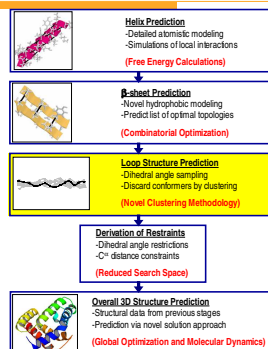 Helix Prediction
-Detailed atomistic modeling
-Simulations of local interactions
(Free Energy Calculations)
β-sheet Prediction
-Novel hydrophobic modeling
-Predict list of optimal topologies
(Combinatorial Optimization)
Loop Structure Prediction
-Dihedral angle sampling
-Discard conformers by clustering
(Novel Clustering Methodology)
Derivation of Restraints
-Dihedral angle restrictions
-Cα distance constraints
(Reduced Search Space)
Overall 3D Structure Prediction
-Structural data from previous stages
-Prediction via novel solution approach
(Global Optimization and Molecular Dynamics)